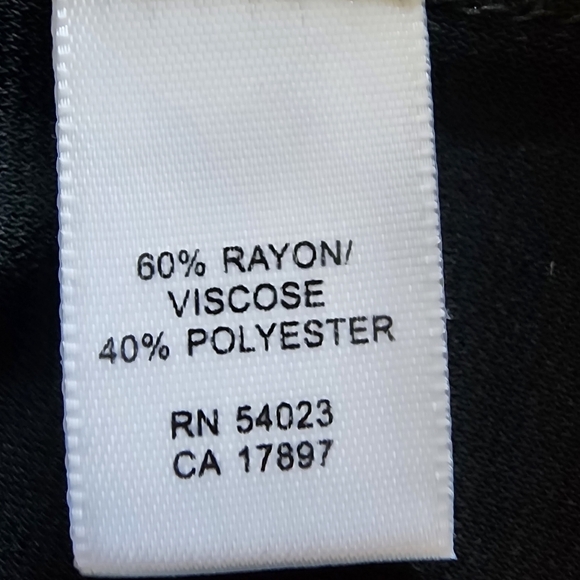 60% RAYON/
VISCOSE
40% POLYESTER
RN 54023
CA 17897